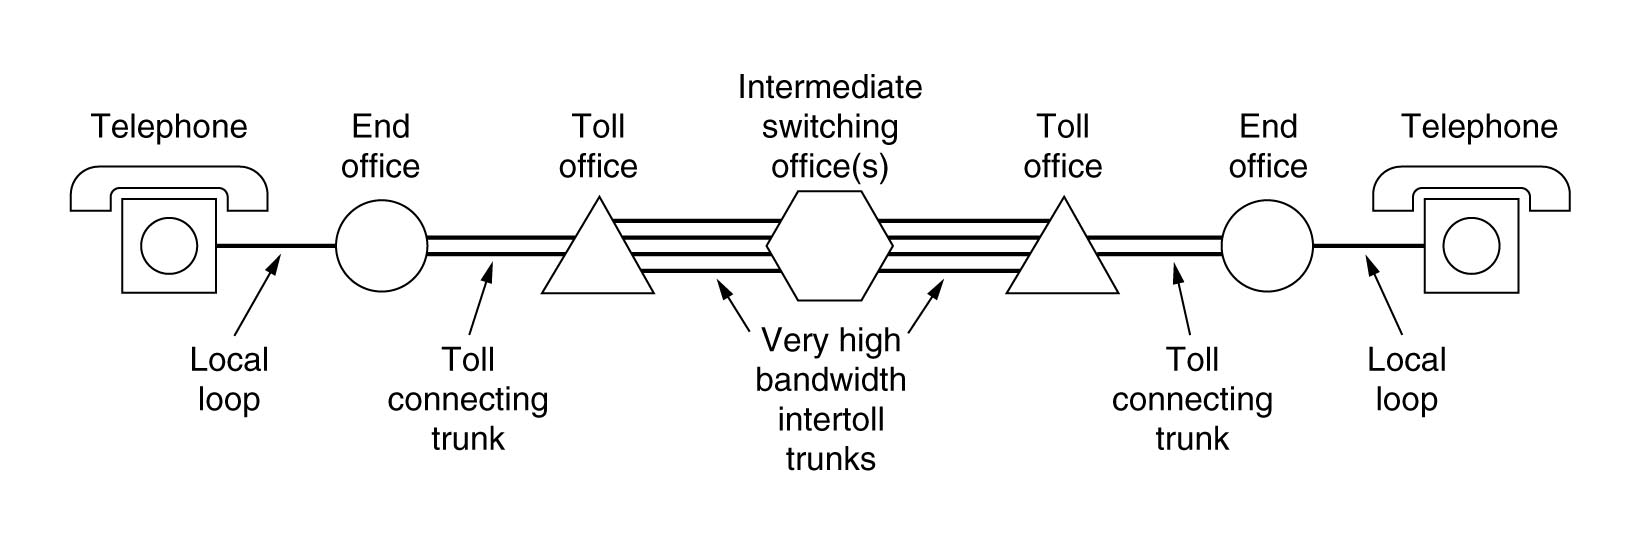 Telephone
End
office
Toll
office
Intermediate
switching
office(s)
Toll
office
End
office
Telephone
Local
loop
Toll
connecting
trunk
Very high
bandwidth
intertoll
trunks
Toll
connecting
trunk
Local
loop